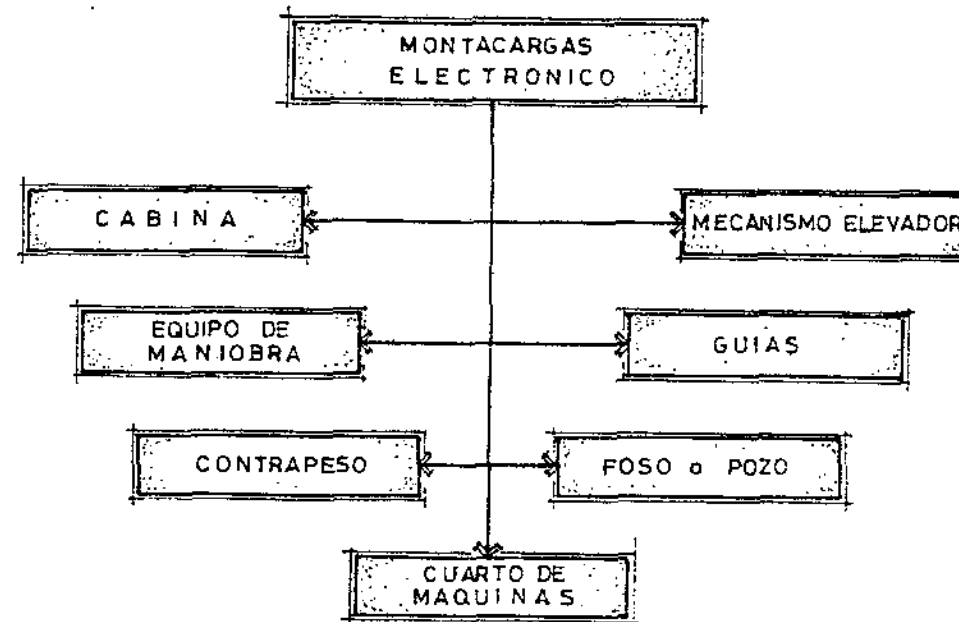 MONTACARGAS
ELECTRONICO
CABINA
MECANISMO ELEVADOR
EQUIPO DE
MANIOBRA
GUIAS
CONTRAPESO
FOSO o POZO
CUARTO DE
MAQUINAS